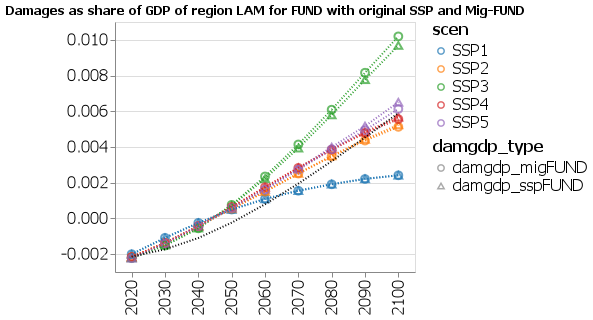 Damages as share of GDP of region LAM for FUND with original SSP and Mig-FUND
scen
SSP1
SSP2
SSP3
SSP4
SSP5
damgdp_type
damgdp_migFUND
damgdp_sspFUND
0.010
0.008
0.006
0.004
0.002
0.000
-0.002
2020
2030
2040
2050
2060
2070
2080
2090
2100